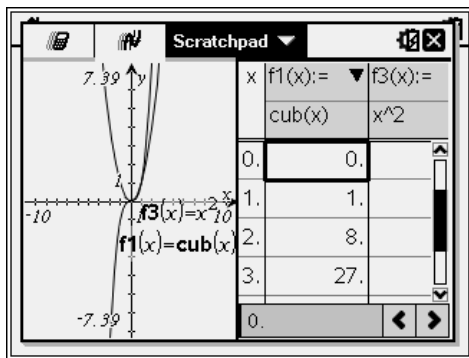 Scratchpad
7.39 y
x f1(x):= ▼ f3(x):=
cub(x) x^2
1
x
-10 1 10
f3(x)=x^2
f1(x)=cub(x)
-7.39
0. 0.
1. 1.
2. 8.
3. 27.
0.